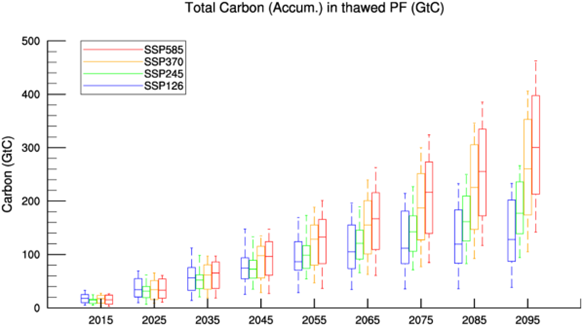 Total Carbon (Accum.) in thawed PF (GtC)
500
400
300
200
100
0
Carbon (GtC)
SSP585
SSP370
SSP245
SSP126
2015 2025 2035 2045 2055 2065 2075 2085 2095